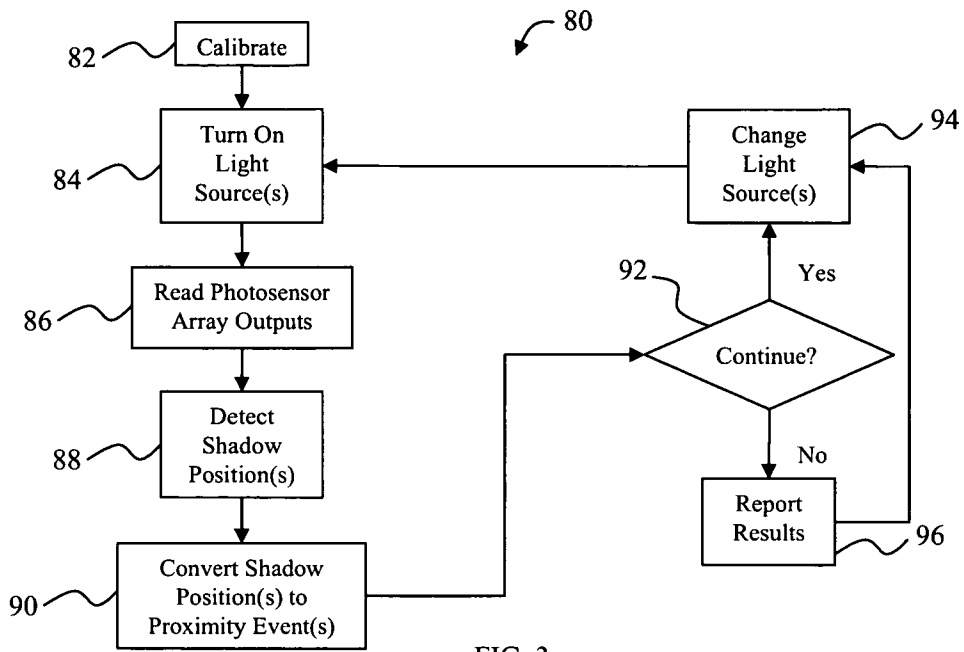 80
82
Calibrate
84
Turn On
Light
Source(s)
86
Read Photosensor
Array Outputs
88
Detect
Shadow
Position(s)
90
Convert Shadow
Position(s) to
Proximity Event(s)
92
Continue?
Yes
No
94
Change
Light
Source(s)
96
Report
Results